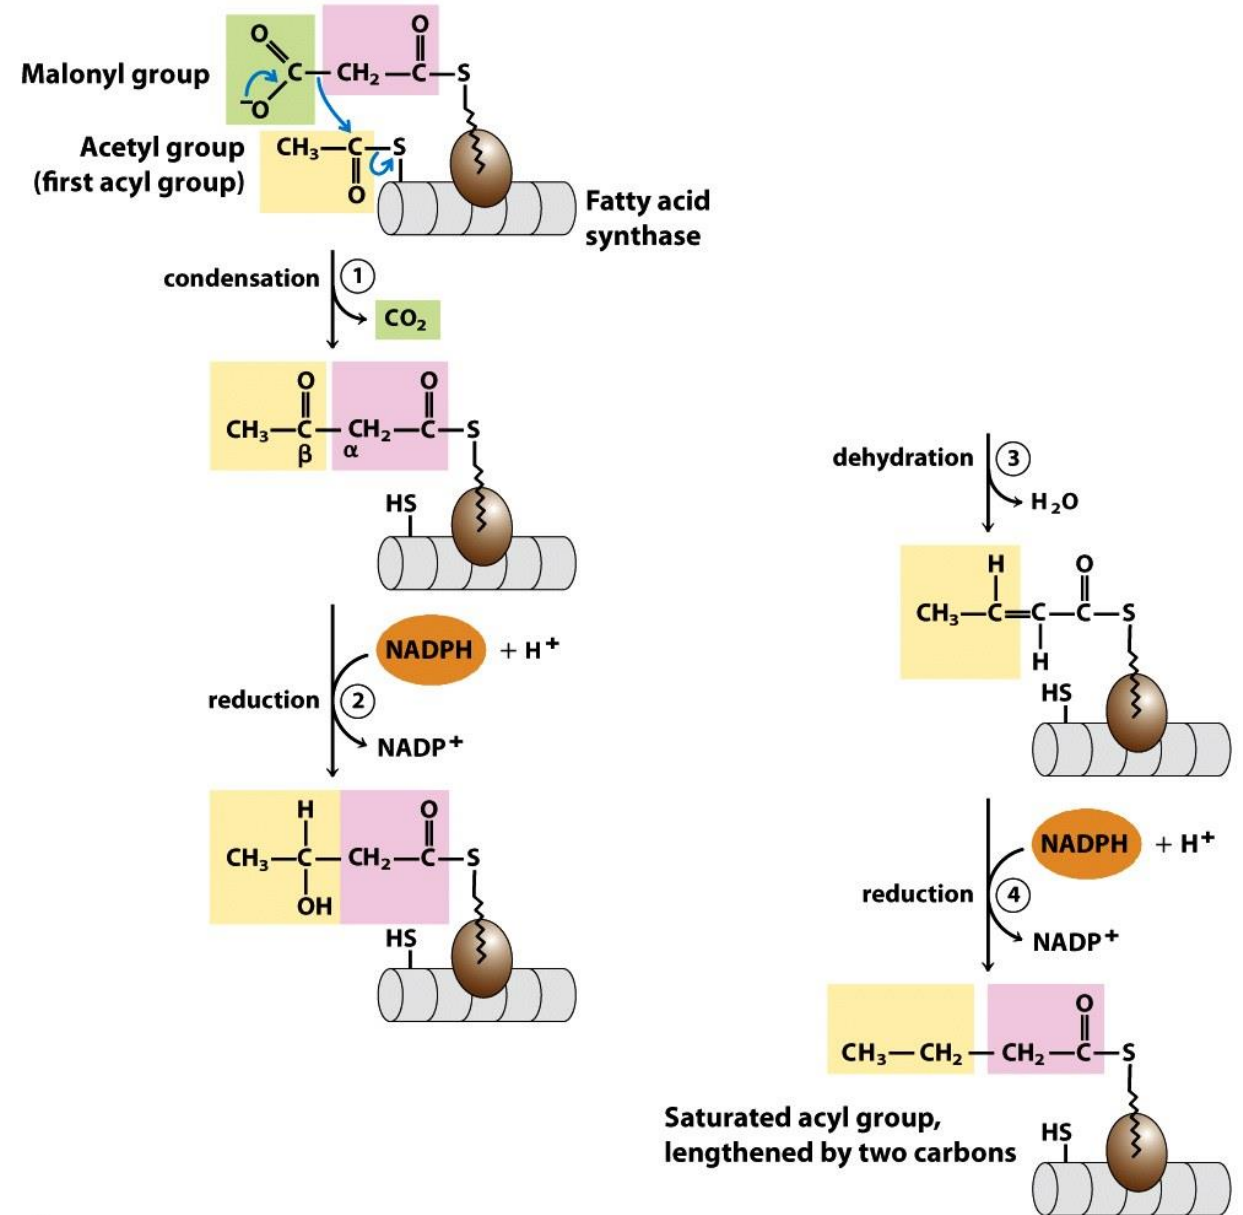 O O
Malonyl group C—CH₂—C—S
⁻O
Acetyl group CH₃—C—S
(first acyl group) O
Fatty acid
synthase
condensation 1
CO₂
O O
CH₃—C—CH₂—C—S
β α
HS
NADPH + H⁺
reduction 2
NADP⁺
H O
CH₃—C—CH₂—C—S
OH
HS
dehydration 3
H₂O
H O
CH₃—C=C—C—S
H
HS
NADPH + H⁺
reduction 4
NADP⁺
O
CH₃—CH₂—CH₂—C—S
Saturated acyl group,
lengthened by two carbons
HS